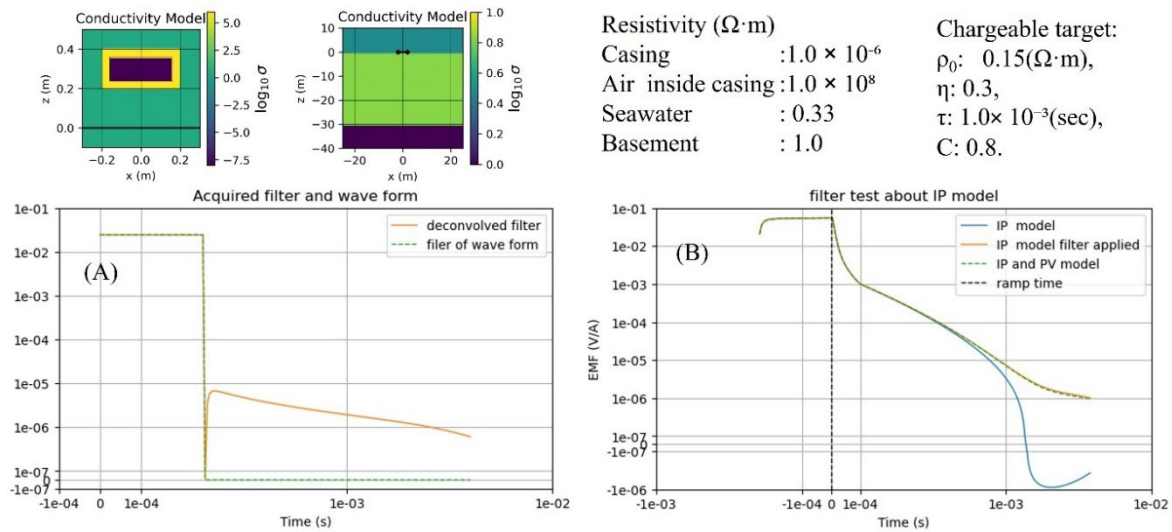 Conductivity Model
z (m)
0.4
0.2
0.0
−0.2
0.0
0.2
x (m)
5.0
2.5
0.0
−2.5
−5.0
−7.5
log₁₀ σ
Conductivity Model
z (m)
10
0
−10
−20
−30
−40
−20
0
20
x (m)
1.0
0.8
0.6
0.4
0.2
0.0
log₁₀ σ
Resistivity (Ω·m)
Casing :1.0 × 10⁻⁶
Air inside casing :1.0 × 10⁸
Seawater : 0.33
Basement : 1.0
Chargeable target:
ρ₀: 0.15(Ω·m),
η: 0.3,
τ: 1.0× 10⁻³(sec),
C: 0.8.
Acquired filter and wave form
1e-01
1e-02
1e-03
1e-04
1e-05
1e-06
1e-07
0
-1e-07
(A)
deconvolved filter
filer of wave form
-1e-04
0
1e-04
1e-03
1e-02
Time (s)
filter test about IP model
EMF (V/A)
1e-01
1e-02
1e-03
1e-04
1e-05
1e-06
1e-07
0
-1e-07
-1e-06
(B)
IP model
IP model filter applied
IP and PV model
ramp time
-1e-03
-1e-04
0
1e-04
1e-03
1e-02
Time (s)